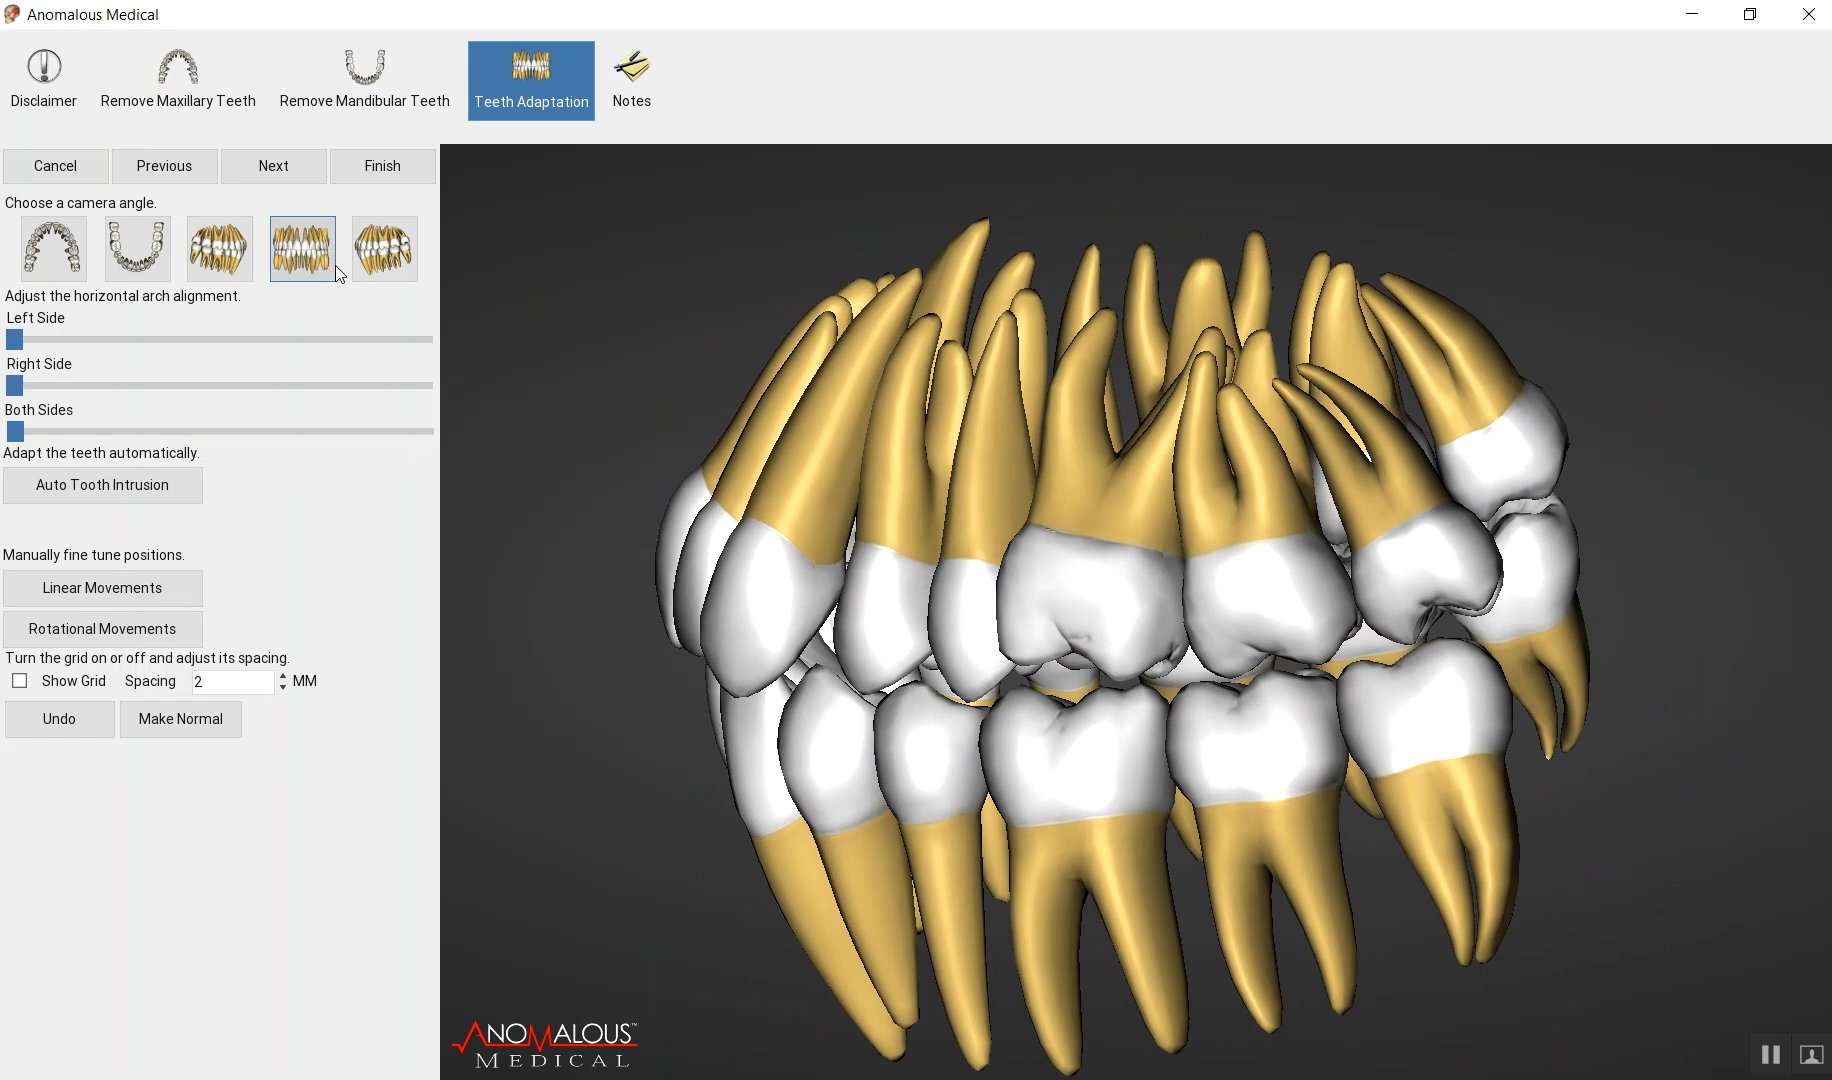 Anomalous Medical
Disclaimer
Remove Maxillary Teeth
Remove Mandibular Teeth
Teeth Adaptation
Notes
Cancel
Previous
Next
Finish
Choose a camera angle.
Adjust the horizontal arch alignment.
Left Side
Right Side
Both Sides
Adapt the teeth automatically.
Auto Tooth Intrusion
Manually fine tune positions.
Linear Movements
Rotational Movements
Turn the grid on or off and adjust its spacing.
Show Grid Spacing 2 MM
Undo
Make Normal
ANOMALOUS™
MEDICAL